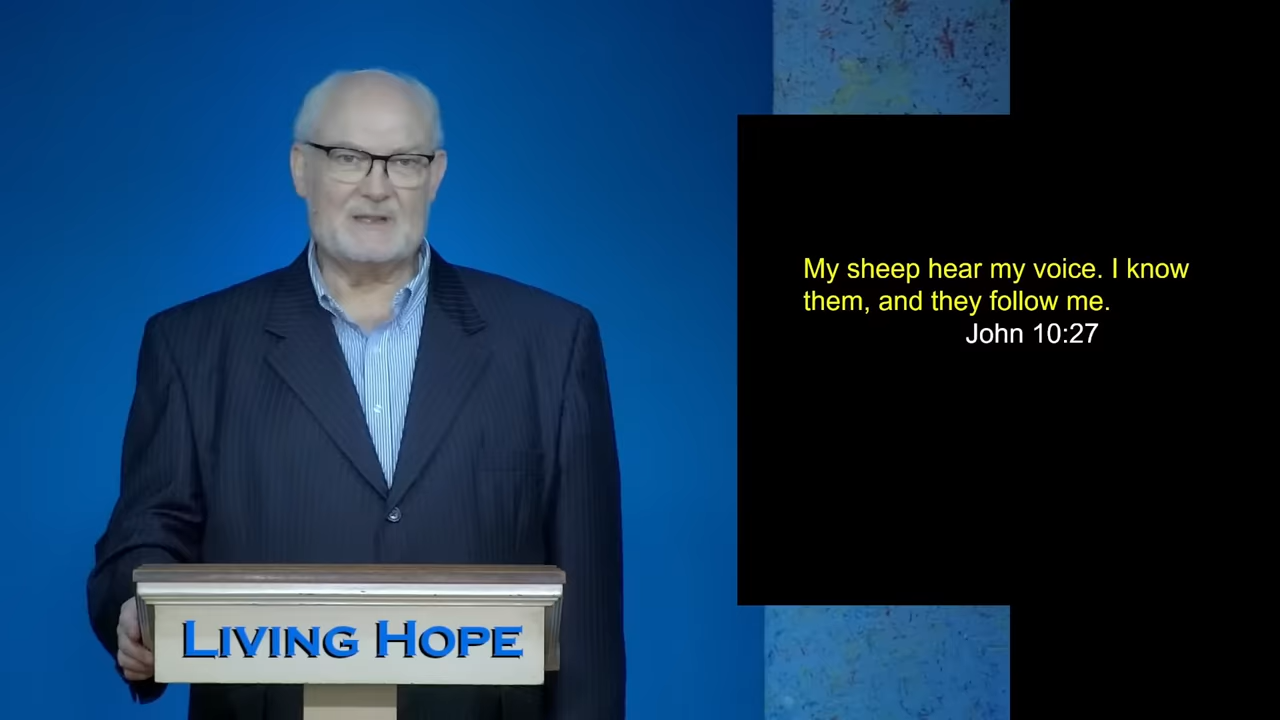 My sheep hear my voice. I know
them, and they follow me.
John 10:27
LIVING HOPE